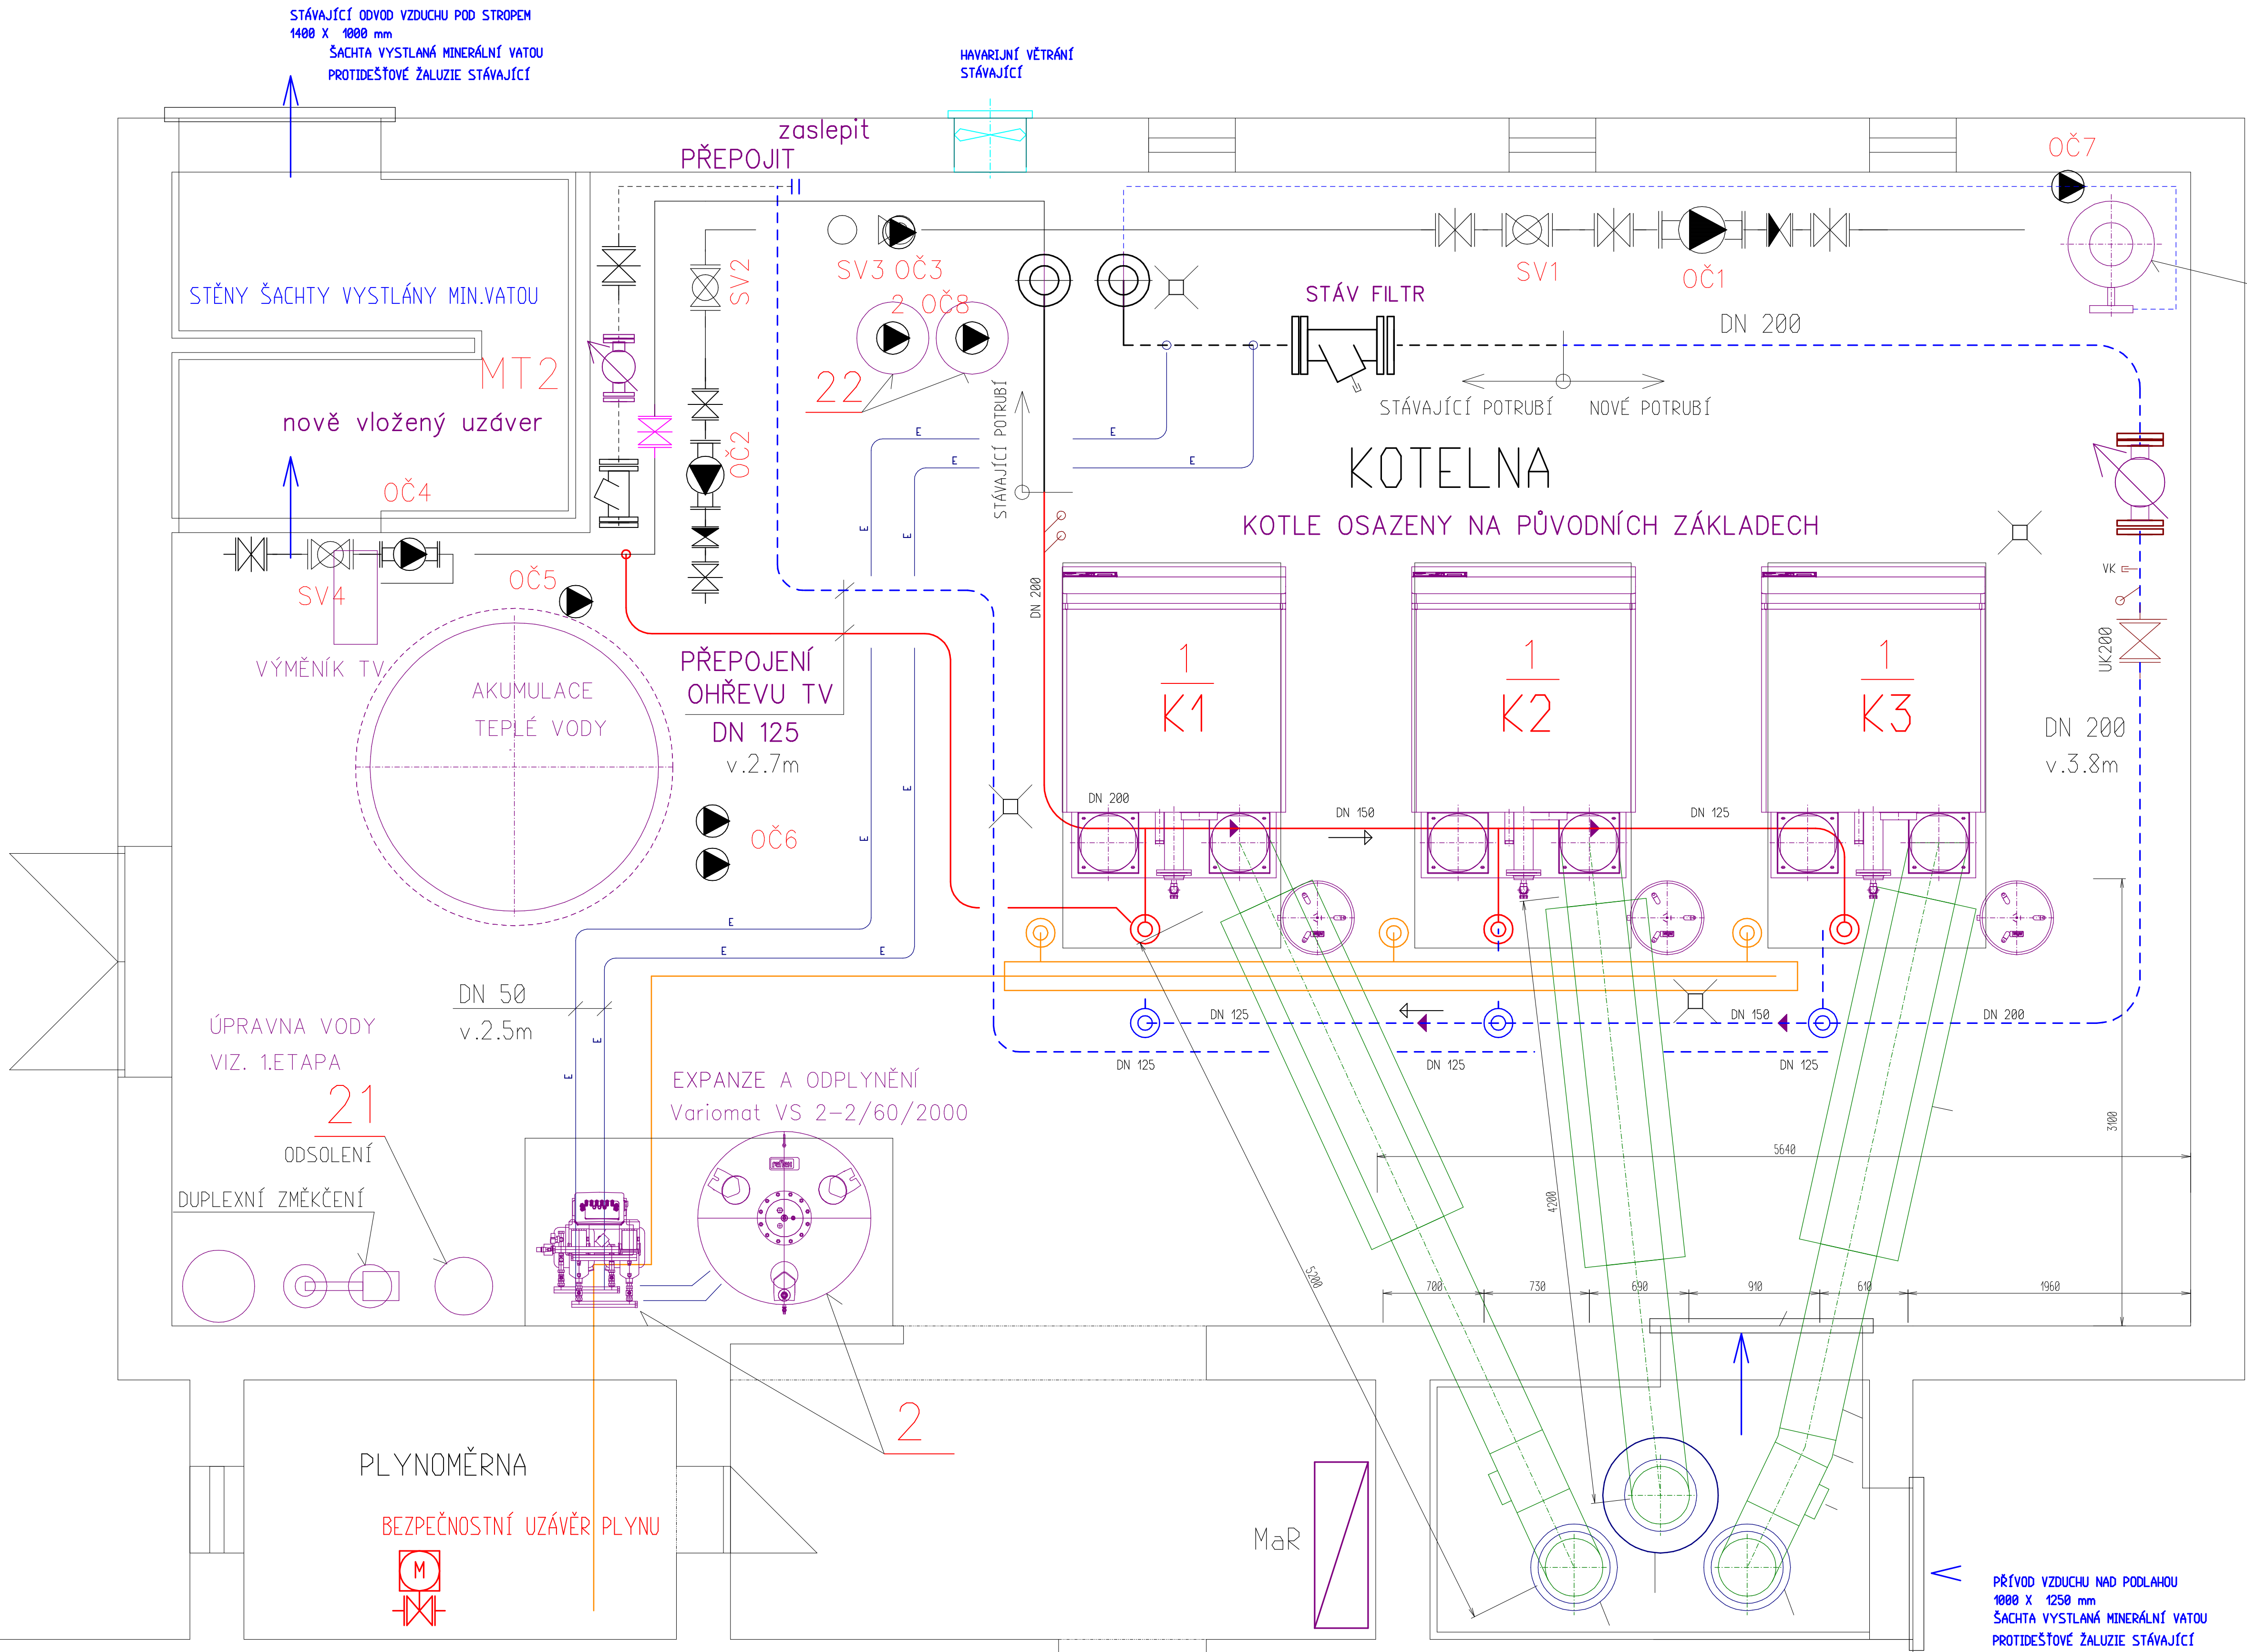 STÁVAJÍCÍ ODVOD VZDUCHU POD STROPEM
1400 X 1000 mm
ŠACHTA VYSTLANÁ MINERÁLNÍ VATOU
PROTIDEŠŤOVÉ ŽALUZIE STÁVAJÍCÍ
HAVARIJNÍ VĚTRÁNÍ
STÁVAJÍCÍ
zaslepit
PŘEPOJIT
OČ7
STĚNY ŠACHTY VYSTLÁNY MIN.VATOU
SV2
SV3 OČ3
2 OČ8
SV1
OČ1
STÁV FILTR
DN 200
MT2
22
nově vložený uzáver
STÁVAJÍCÍ POTRUBÍ
STÁVAJÍCÍ POTRUBÍ
NOVÉ POTRUBÍ
OČ2
E
E
E
E
KOTELNA
OČ4
KOTLE OSAZENY NA PŮVODNÍCH ZÁKLADECH
E
E
SV4
OČ5
DN 200
VK
UK200
VÝMĚNÍK TV
AKUMULACE
TEPLÉ VODY
PŘEPOJENÍ
OHŘEVU TV
DN 125
v.2.7m
1
K1
1
K2
1
K3
DN 200
v.3.8m
E
E
DN 200
DN 150
DN 125
OČ6
E
E
E
DN 50
v.2.5m
E
E
DN 125
DN 150
DN 200
DN 125
DN 125
DN 125
ÚPRAVNA VODY
VIZ. 1.ETAPA
21
ODSOLENÍ
DUPLEXNÍ ZMĚKČENÍ
EXPANZE A ODPLYNĚNÍ
Variomat VS 2-2/60/2000
reflex
3100
5640
4200
5200
700
730
690
910
610
1960
2
PLYNOMĚRNA
BEZPEČNOSTNÍ UZÁVĚR PLYNU
M
MaR
PŘÍVOD VZDUCHU NAD PODLAHOU
1000 X 1250 mm
ŠACHTA VYSTLANÁ MINERÁLNÍ VATOU
PROTIDEŠŤOVÉ ŽALUZIE STÁVAJÍCÍ